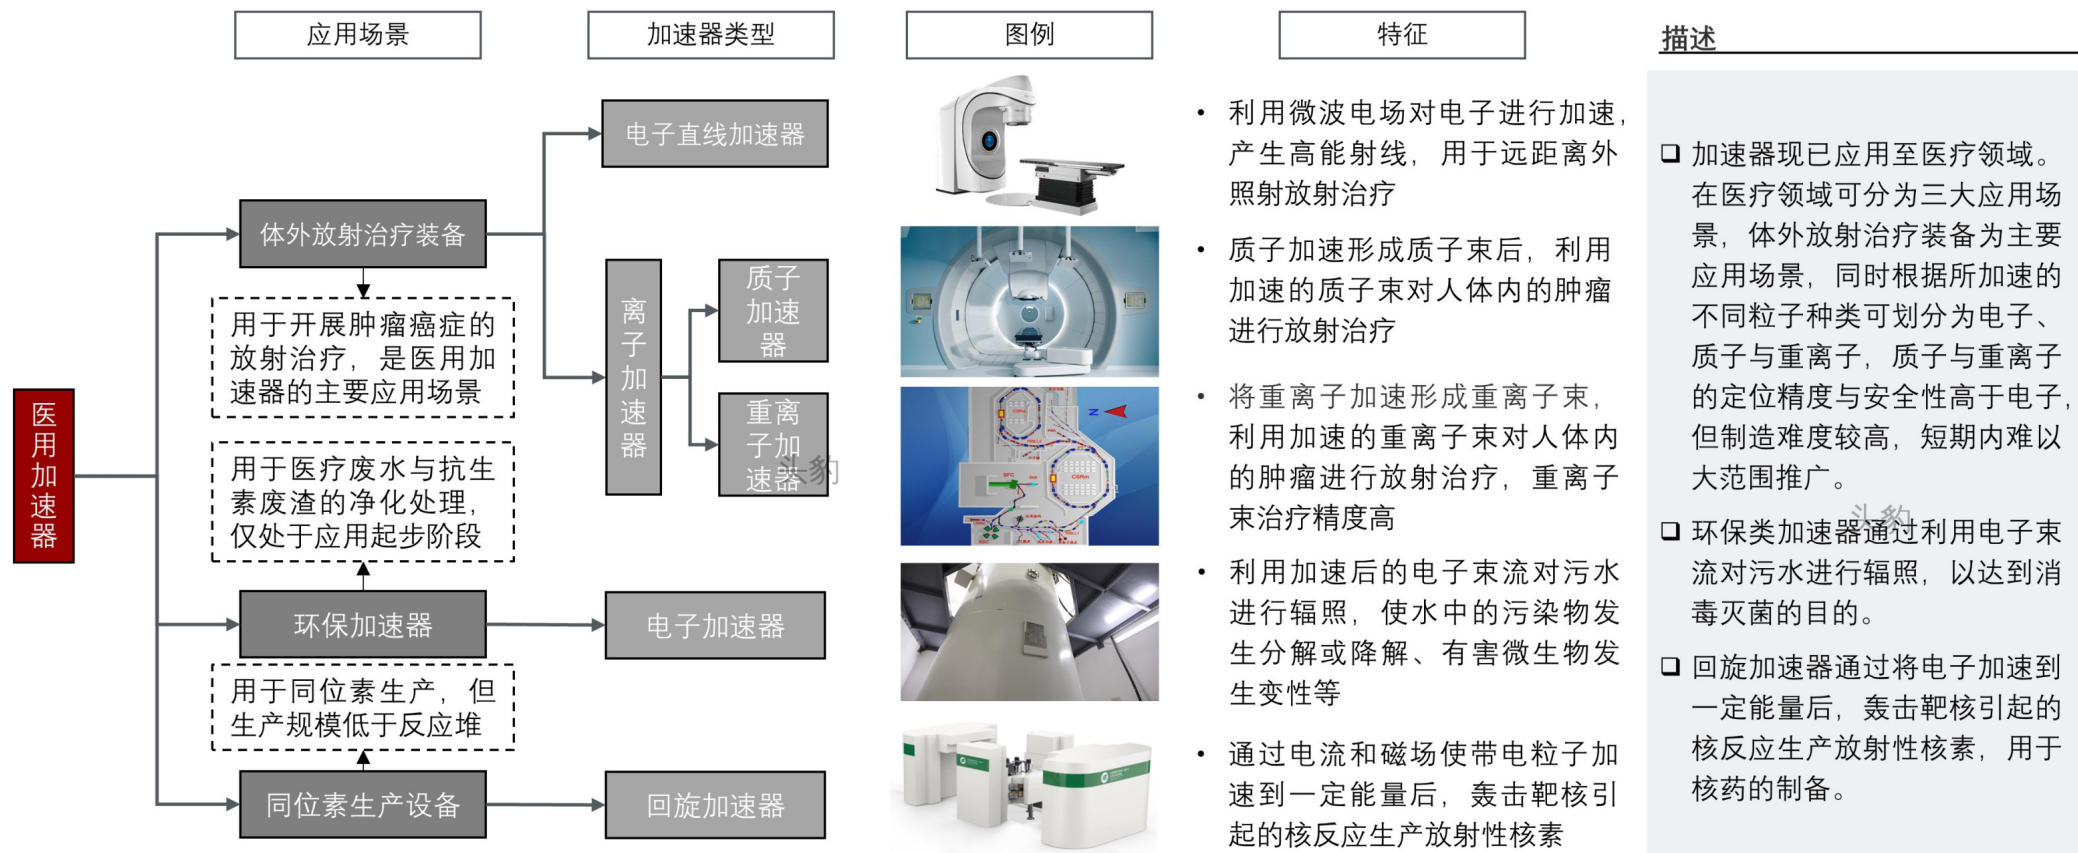 应用场景
加速器类型
图例
特征
描述
医
用
加
速
器
体外放射治疗装备
用于开展肿瘤癌症的
放射治疗，是医用加
速器的主要应用场景
用于医疗废水与抗生
素废渣的净化处理，
仅处于应用起步阶段
环保加速器
用于同位素生产，但
生产规模低于反应堆
同位素生产设备
电子直线加速器
离
子
加
速
器
质子
加速
器
重离
子加
速器
电子加速器
回旋加速器
头豹
N
CSRm
SFC
• 利用微波电场对电子进行加速，
产生高能射线，用于远距离外
照射放射治疗
• 质子加速形成质子束后，利用
加速的质子束对人体内的肿瘤
进行放射治疗
• 将重离子加速形成重离子束，
利用加速的重离子束对人体内
的肿瘤进行放射治疗，重离子
束治疗精度高
• 利用加速后的电子束流对污水
进行辐照，使水中的污染物发
生分解或降解、有害微生物发
生变性等
• 通过电流和磁场使带电粒子加
速到一定能量后，轰击靶核引
起的核反应生产放射性核素
❑ 加速器现已应用至医疗领域。
在医疗领域可分为三大应用场
景，体外放射治疗装备为主要
应用场景，同时根据所加速的
不同粒子种类可划分为电子、
质子与重离子，质子与重离子
的定位精度与安全性高于电子，
但制造难度较高，短期内难以
大范围推广。
头豹
❑ 环保类加速器通过利用电子束
流对污水进行辐照，以达到消
毒灭菌的目的。
❑ 回旋加速器通过将电子加速到
一定能量后，轰击靶核引起的
核反应生产放射性核素，用于
核药的制备。